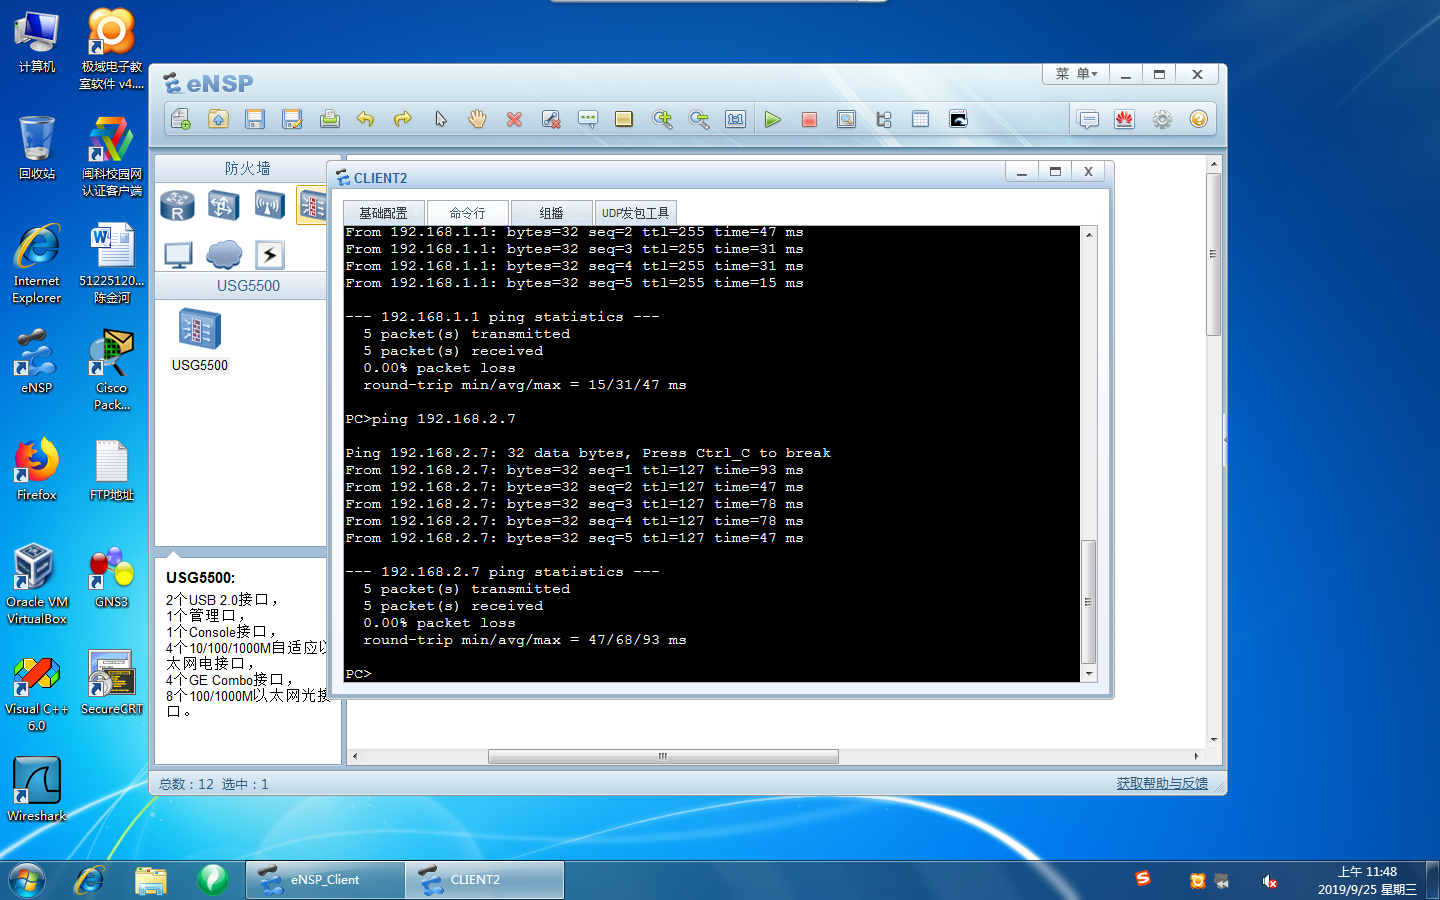 计算机
极域电子教
室软件 v4....
回收站
闽科校园网
认证客户端
Internet
Explorer
51225120...
陈金河
eNSP
Cisco
Pack...
Firefox
FTP地址
Oracle VM
VirtualBox
GNS3
Visual C++
6.0
SecureCRT
Wireshark
eNSP
菜 单
防火墙
USG5500
USG5500
USG5500:
2个USB 2.0接口，
1个管理口，
1个Console接口，
4个10/100/1000M自适应以
太网电接口，
4个GE Combo接口，
8个100/1000M以太网光接
口。
CLIENT2
基础配置
命令行
组播
UDP发包工具
From 192.168.1.1: bytes=32 seq=2 ttl=255 time=47 ms
From 192.168.1.1: bytes=32 seq=3 ttl=255 time=31 ms
From 192.168.1.1: bytes=32 seq=4 ttl=255 time=31 ms
From 192.168.1.1: bytes=32 seq=5 ttl=255 time=15 ms
--- 192.168.1.1 ping statistics ---
5 packet(s) transmitted
5 packet(s) received
0.00% packet loss
round-trip min/avg/max = 15/31/47 ms
PC>ping 192.168.2.7
Ping 192.168.2.7: 32 data bytes, Press Ctrl_C to break
From 192.168.2.7: bytes=32 seq=1 ttl=127 time=93 ms
From 192.168.2.7: bytes=32 seq=2 ttl=127 time=47 ms
From 192.168.2.7: bytes=32 seq=3 ttl=127 time=78 ms
From 192.168.2.7: bytes=32 seq=4 ttl=127 time=78 ms
From 192.168.2.7: bytes=32 seq=5 ttl=127 time=47 ms
--- 192.168.2.7 ping statistics ---
5 packet(s) transmitted
5 packet(s) received
0.00% packet loss
round-trip min/avg/max = 47/68/93 ms
PC>
总数：12 选中：1
获取帮助与反馈
eNSP_Client
CLIENT2
上午 11:48
2019/9/25 星期三